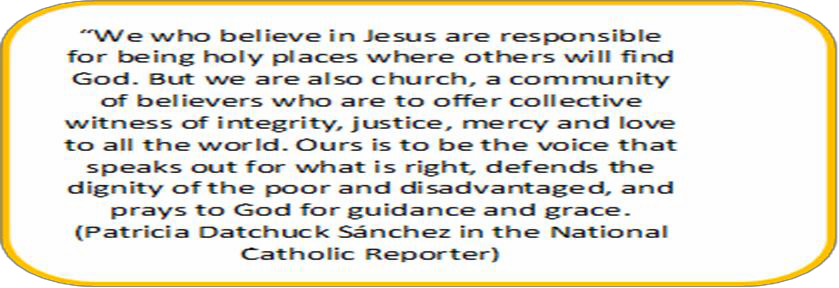 “We who believe in Jesus are responsible
for being holy places where others will find
God. But we are also church, a community
of believers who are to offer collective
witness of integrity, justice, mercy and love
to all the world. Ours is to be the voice that
speaks out for what is right, defends the
dignity of the poor and disadvantaged, and
prays to God for guidance and grace.
(Patricia Datchuck Sánchez in the National
Catholic Reporter)